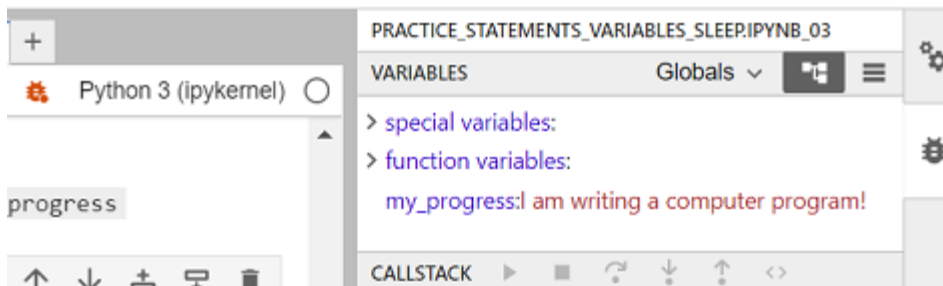 PRACTICE_STATEMENTS_VARIABLES_SLEEP.IPYNB_03
Python 3 (ipykernel)
VARIABLES
Globals
special variables:
function variables:
progress
my_progress:I am writing a computer program!
CALLSTACK